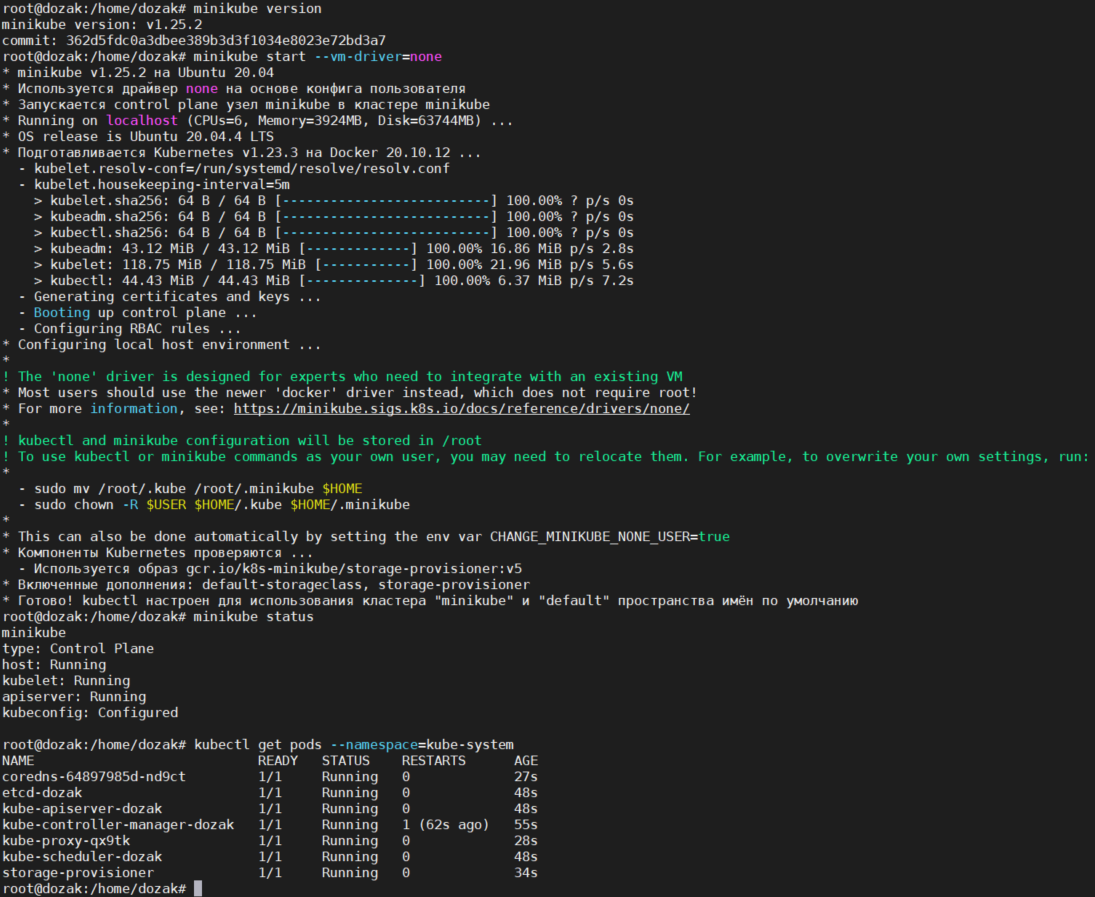 root@dozak:/home/dozak# minikube version
minikube version: v1.25.2
commit: 362d5fdc0a3dbee389b3d3f1034e8023e72bd3a7
root@dozak:/home/dozak# minikube start --vm-driver=none
* minikube v1.25.2 на Ubuntu 20.04
* Используется драйвер none на основе конфига пользователя
* Запускается control plane узел minikube в кластере minikube
* Running on localhost (CPUs=6, Memory=3924MB, Disk=63744MB) ...
* OS release is Ubuntu 20.04.4 LTS
* Подготавливается Kubernetes v1.23.3 на Docker 20.10.12 ...
  - kubelet.resolv-conf=/run/systemd/resolve/resolv.conf
  - kubelet.housekeeping-interval=5m
    > kubelet.sha256: 64 B / 64 B [--------------------------] 100.00% ? p/s 0s
    > kubeadm.sha256: 64 B / 64 B [--------------------------] 100.00% ? p/s 0s
    > kubectl.sha256: 64 B / 64 B [--------------------------] 100.00% ? p/s 0s
    > kubeadm: 43.12 MiB / 43.12 MiB [-------------] 100.00% 16.86 MiB p/s 2.8s
    > kubelet: 118.75 MiB / 118.75 MiB [-----------] 100.00% 21.96 MiB p/s 5.6s
    > kubectl: 44.43 MiB / 44.43 MiB [--------------] 100.00% 6.37 MiB p/s 7.2s
  - Generating certificates and keys ...
  - Booting up control plane ...
  - Configuring RBAC rules ...
* Configuring local host environment ...
*
! The 'none' driver is designed for experts who need to integrate with an existing VM
* Most users should use the newer 'docker' driver instead, which does not require root!
* For more information, see: https://minikube.sigs.k8s.io/docs/reference/drivers/none/
*
! kubectl and minikube configuration will be stored in /root
! To use kubectl or minikube commands as your own user, you may need to relocate them. For example, to overwrite your own settings, run:
*
  - sudo mv /root/.kube /root/.minikube $HOME
  - sudo chown -R $USER $HOME/.kube $HOME/.minikube
*
* This can also be done automatically by setting the env var CHANGE_MINIKUBE_NONE_USER=true
* Компоненты Kubernetes проверяются ...
  - Используется образ gcr.io/k8s-minikube/storage-provisioner:v5
* Включенные дополнения: default-storageclass, storage-provisioner
* Готово! kubectl настроен для использования кластера "minikube" и "default" пространства имён по умолчанию
root@dozak:/home/dozak# minikube status
minikube
type: Control Plane
host: Running
kubelet: Running
apiserver: Running
kubeconfig: Configured

root@dozak:/home/dozak# kubectl get pods --namespace=kube-system
NAME                            READY   STATUS    RESTARTS      AGE
coredns-64897985d-nd9ct         1/1     Running   0             27s
etcd-dozak                      1/1     Running   0             48s
kube-apiserver-dozak            1/1     Running   0             48s
kube-controller-manager-dozak   1/1     Running   1 (62s ago)   55s
kube-proxy-qx9tk                1/1     Running   0             28s
kube-scheduler-dozak            1/1     Running   0             48s
storage-provisioner             1/1     Running   0             34s
root@dozak:/home/dozak#